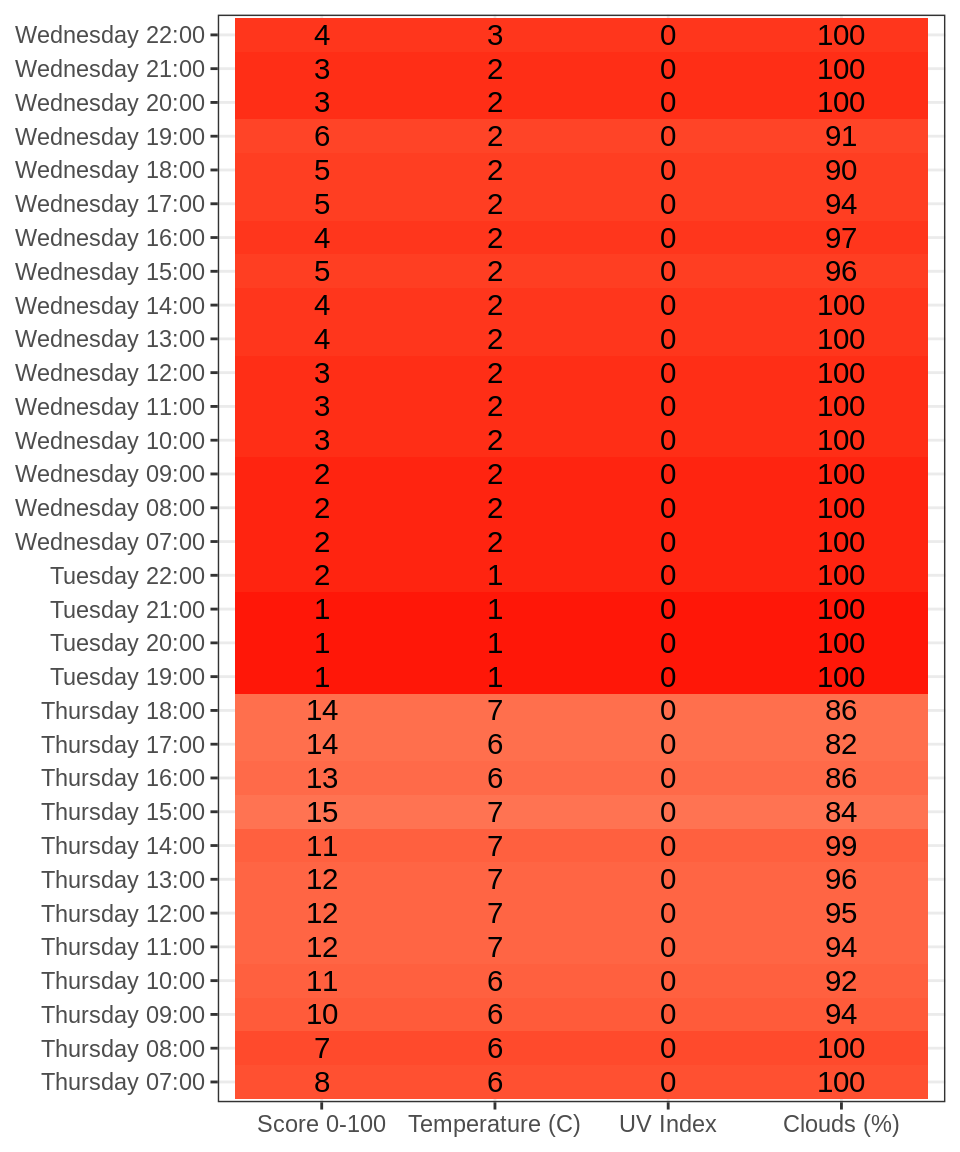 Wednesday 22:00 4 3 0 100
Wednesday 21:00 3 2 0 100
Wednesday 20:00 3 2 0 100
Wednesday 19:00 6 2 0 91
Wednesday 18:00 5 2 0 90
Wednesday 17:00 5 2 0 94
Wednesday 16:00 4 2 0 97
Wednesday 15:00 5 2 0 96
Wednesday 14:00 4 2 0 100
Wednesday 13:00 4 2 0 100
Wednesday 12:00 3 2 0 100
Wednesday 11:00 3 2 0 100
Wednesday 10:00 3 2 0 100
Wednesday 09:00 2 2 0 100
Wednesday 08:00 2 2 0 100
Wednesday 07:00 2 2 0 100
Tuesday 22:00 2 1 0 100
Tuesday 21:00 1 1 0 100
Tuesday 20:00 1 1 0 100
Tuesday 19:00 1 1 0 100
Thursday 18:00 14 7 0 86
Thursday 17:00 14 6 0 82
Thursday 16:00 13 6 0 86
Thursday 15:00 15 7 0 84
Thursday 14:00 11 7 0 99
Thursday 13:00 12 7 0 96
Thursday 12:00 12 7 0 95
Thursday 11:00 12 7 0 94
Thursday 10:00 11 6 0 92
Thursday 09:00 10 6 0 94
Thursday 08:00 7 6 0 100
Thursday 07:00 8 6 0 100
Score 0-100 Temperature (C) UV Index Clouds (%)